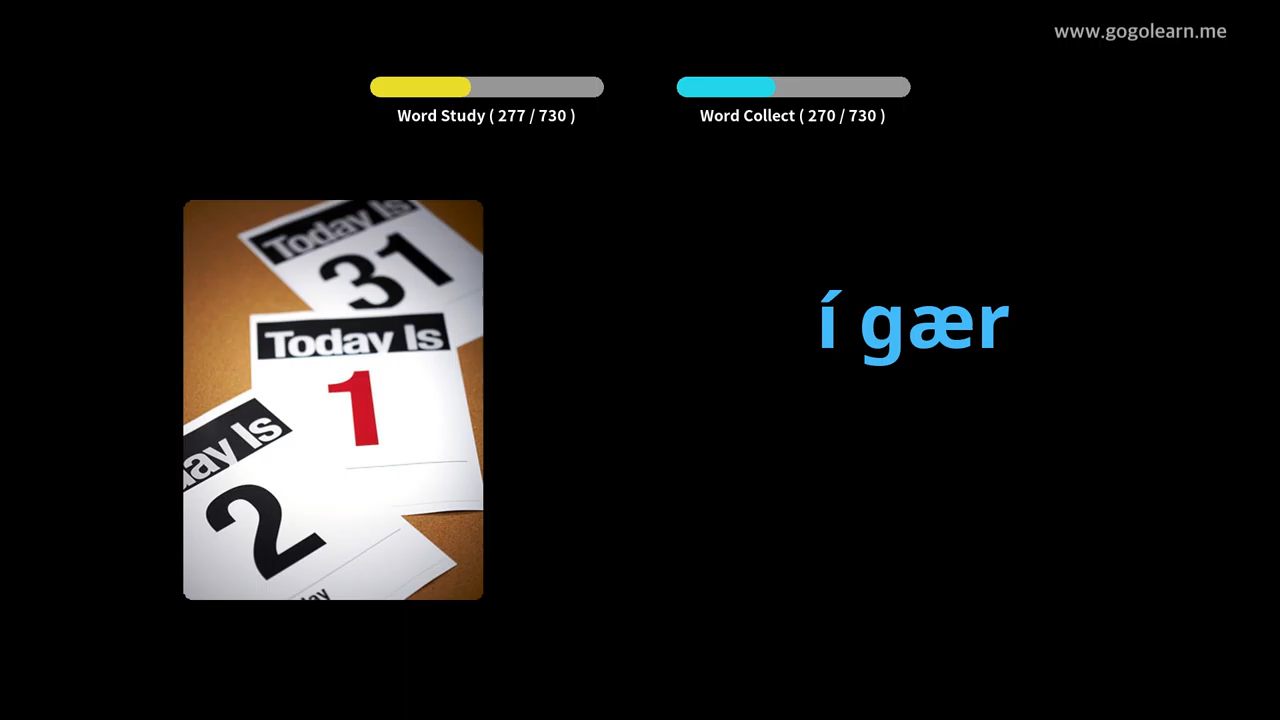 www.gogolearn.me
Word Study ( 277 / 730 )
Word Collect ( 270 / 730 )
Today Is
31
Today Is
1
ay Is
2
í gær